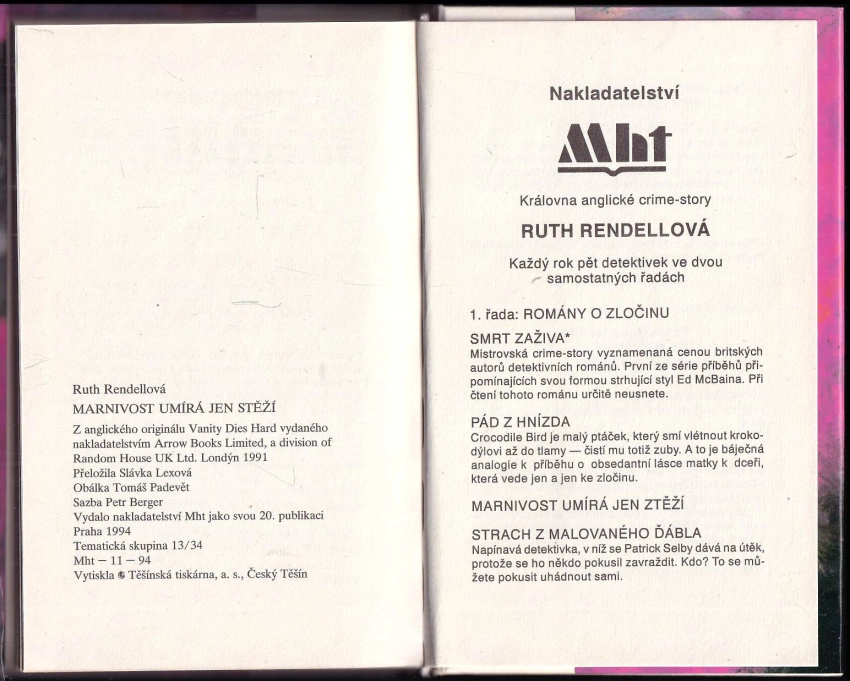 Ruth Rendellová
MARNIVOST UMÍRÁ JEN STĚŽÍ
Z anglického originálu Vanity Dies Hard vydaného
nakladatelstvím Arrow Books Limited, a division of
Random House UK Ltd. Londýn 1991
Přeložila Slávka Lexová
Obálka Tomáš Padevět
Sazba Petr Berger
Vydalo nakladatelství Mht jako svou 20. publikaci
Praha 1994
Tematická skupina 13/34
Mht – 11 – 94
Vytiskla Těšínská tiskárna, a. s., Český Těšín
Nakladatelství
Mht
Královna anglické crime-story
RUTH RENDELLOVÁ
Každý rok pět detektivek ve dvou
samostatných řadách
1. řada: ROMÁNY O ZLOČINU
SMRT ZAŽIVA*
Mistrovská crime-story vyznamenaná cenou britských
autorů detektivních románů. První ze série příběhů při-
pomínajících svou formou strhující styl Ed McBaina. Při
čtení tohoto románu určitě neusnete.
PÁD Z HNÍZDA
Crocodile Bird je malý ptáček, který smí vlétnout kroko-
dýlovi až do tlamy — čistí mu totiž zuby. A to je báječná
analogie k příběhu o obsedantní lásce matky k dceři,
která vede jen a jen ke zločinu.
MARNIVOST UMÍRÁ JEN ZTĚŽÍ
STRACH Z MALOVANÉHO ĎÁBLA
Napínavá detektivka, v níž se Patrick Selby dává na útěk,
protože se ho někdo pokusil zavraždit. Kdo? To se mů-
žete pokusit uhádnout sami.